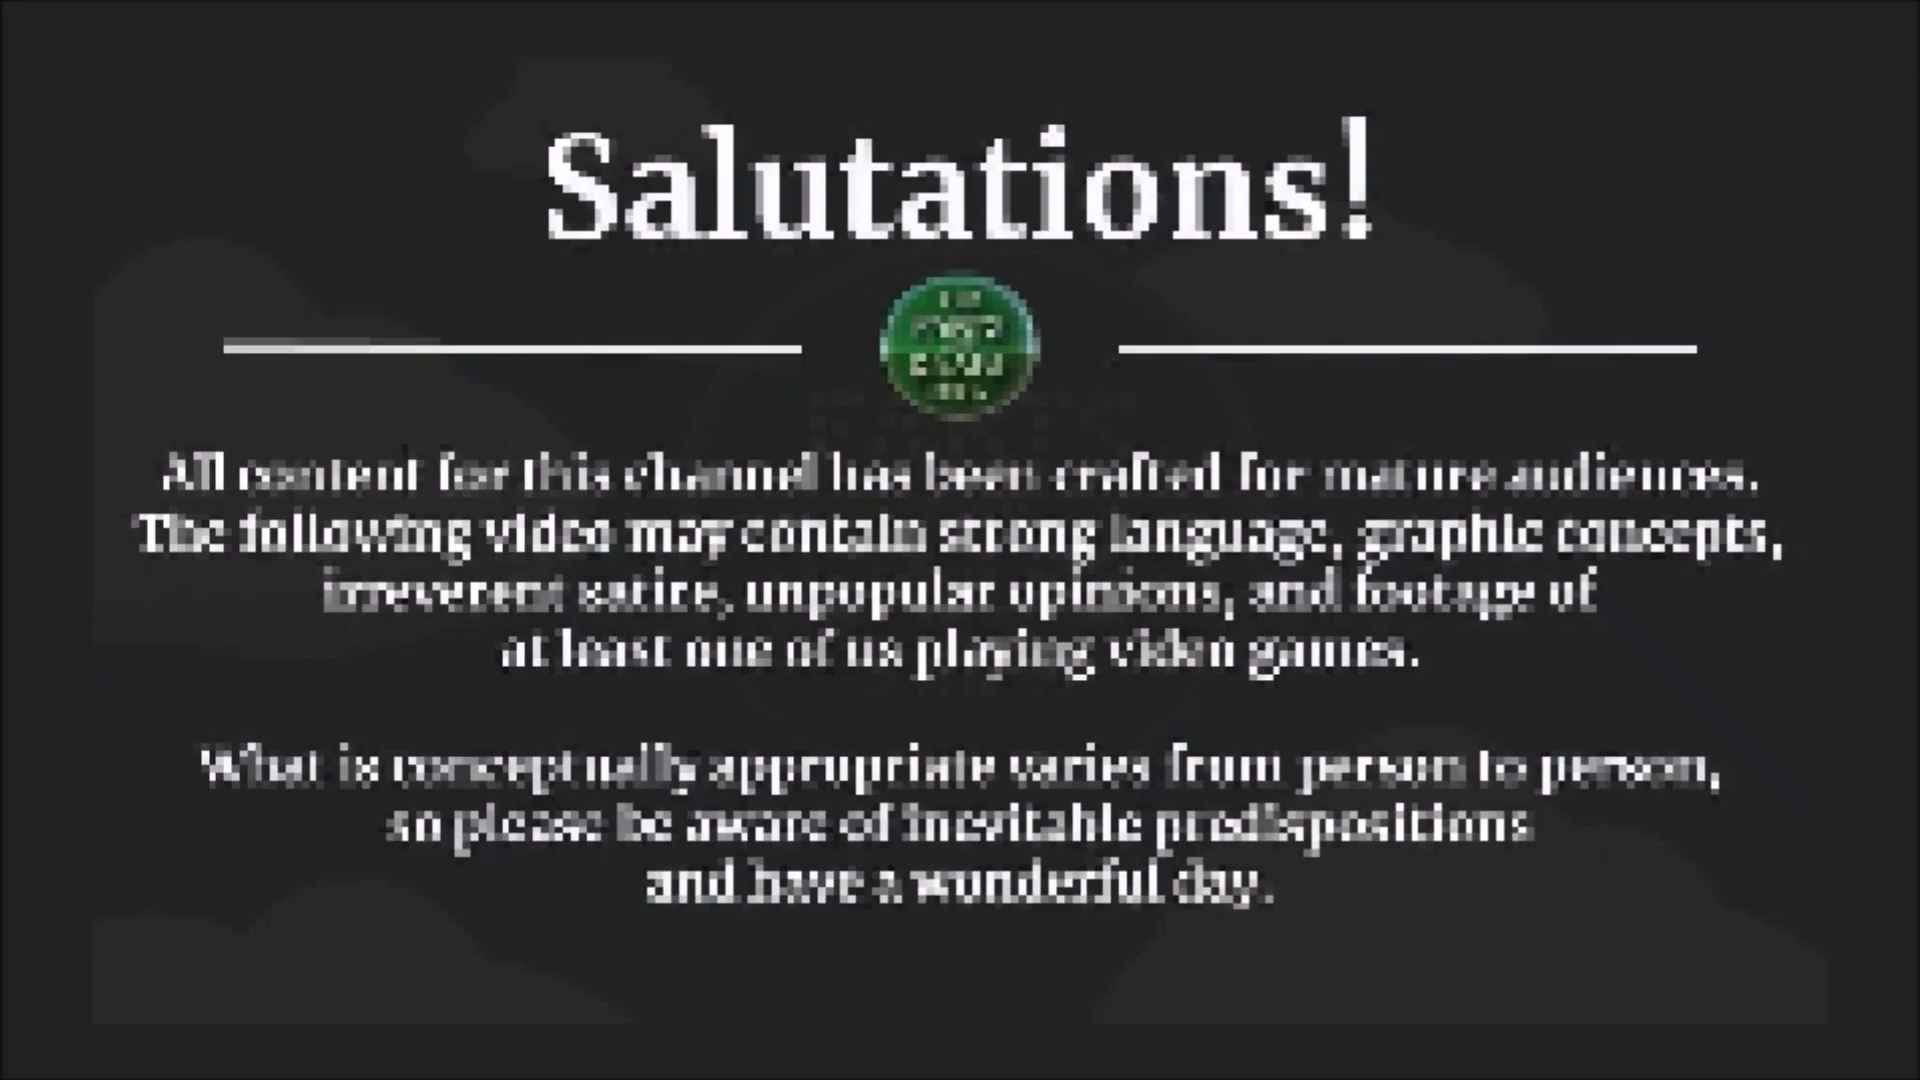 Salutations!
All content for this channel has been crafted for mature audiences.
The following video may contain strong language, graphic concepts,
irreverent satire, unpopular opinions, and footage of
at least one of us playing video games.
What is conceptually appropriate varies from person to person,
so please be aware of inevitable predispositions
and have a wonderful day.